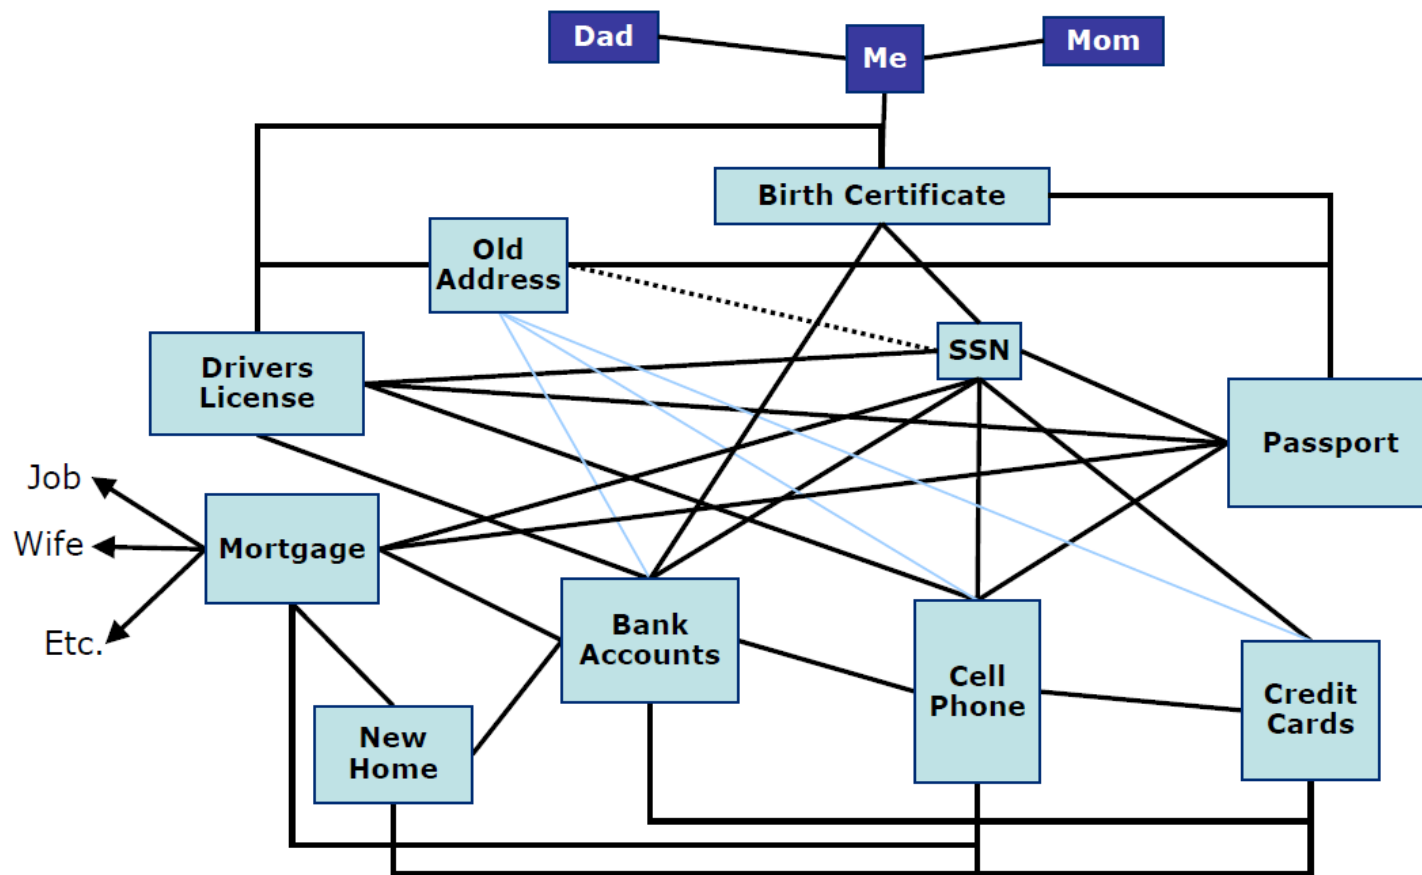 Dad
Me
Mom
Birth Certificate
Old
Address
SSN
Drivers
License
Passport
Job
Wife
Etc.
Mortgage
Bank
Accounts
Cell
Phone
Credit
Cards
New
Home